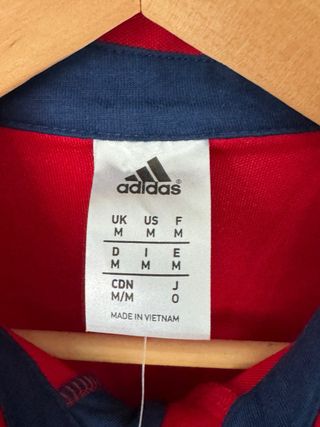 adidas®
UK US F
M M M
D I E
M M M
CDN J
M/M O
MADE IN VIETNAM